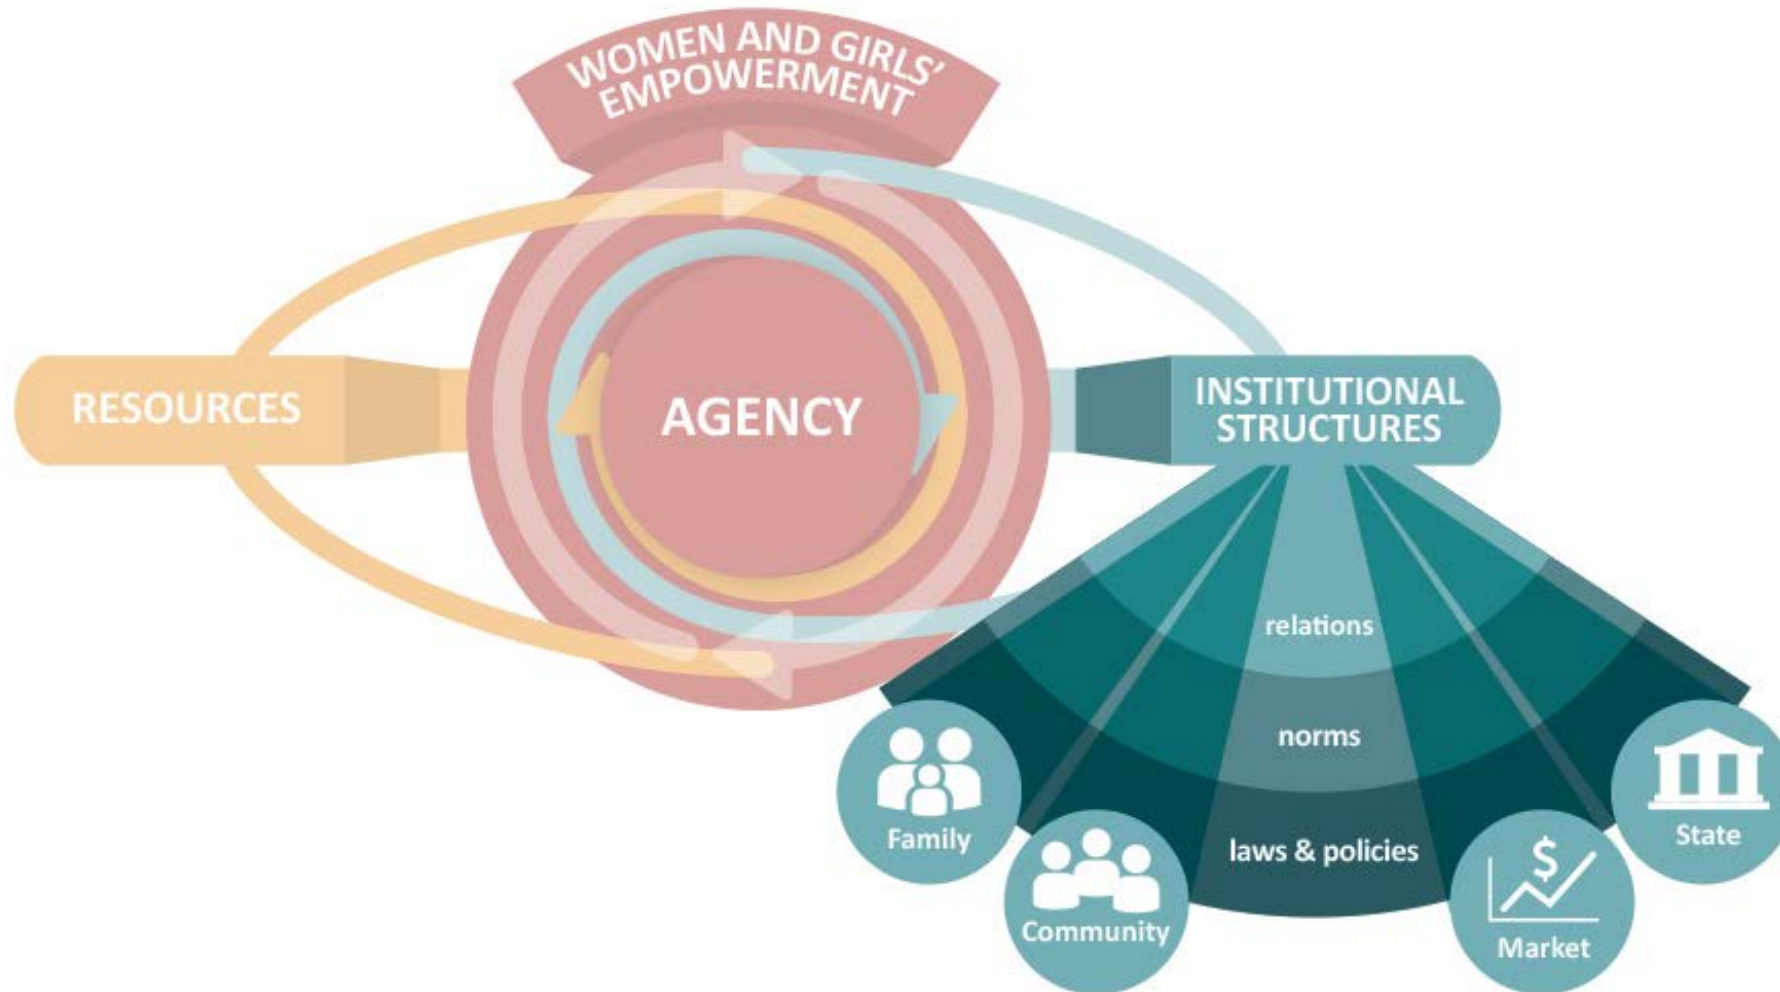 WOMEN AND GIRLS'
EMPOWERMENT
RESOURCES
AGENCY
INSTITUTIONAL
STRUCTURES
relations
norms
laws & policies
Family
Community
$
Market
State